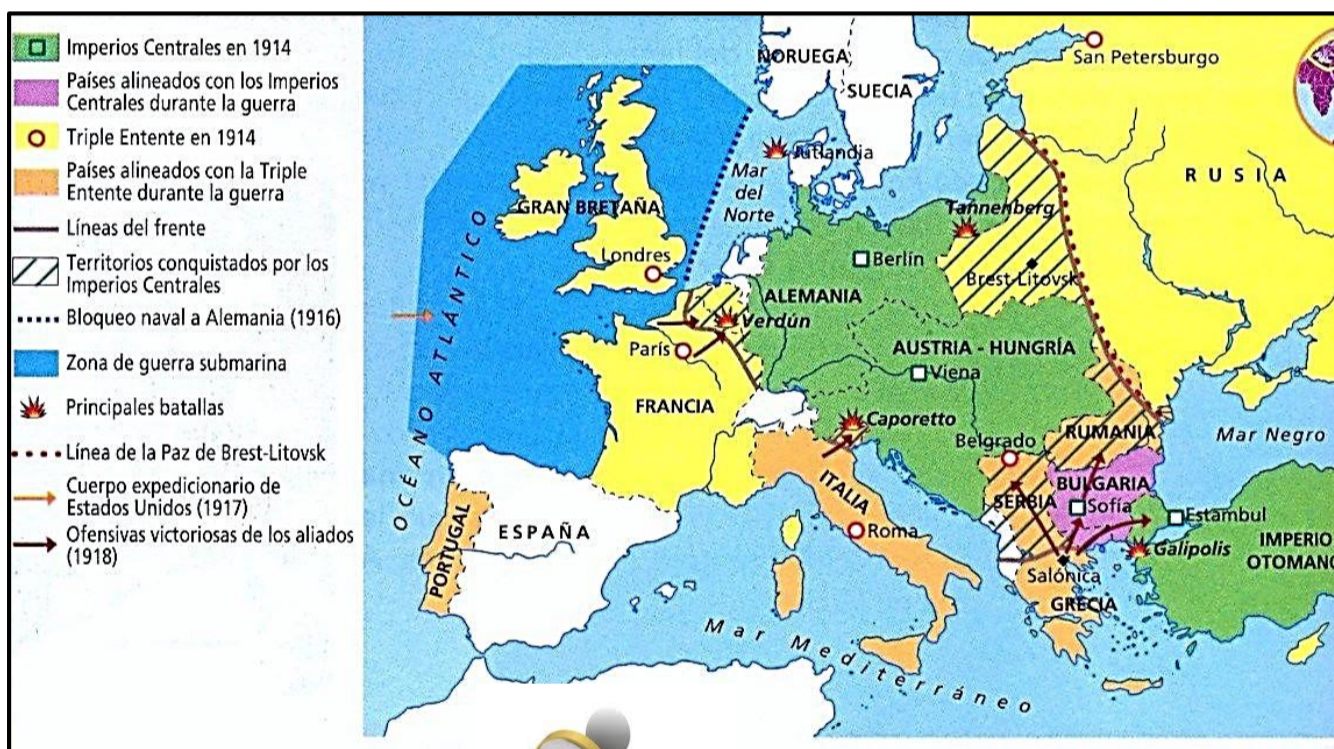 Imperios Centrales en 1914
Países alineados con los Imperios
Centrales durante la guerra
Triple Entente en 1914
Países alineados con la Triple
Entente durante la guerra
Líneas del frente
Territorios conquistados por los
Imperios Centrales
Bloqueo naval a Alemania (1916)
Zona de guerra submarina
Principales batallas
Línea de la Paz de Brest-Litovsk
Cuerpo expedicionario de
Estados Unidos (1917)
Ofensivas victoriosas de los aliados
(1918)
NORUEGA
SUECIA
San Petersburgo
RUSIA
Jutlandia
Mar
del
Norte
GRAN BRETAÑA
Londres
Tannenberg
Berlín
Brest-Litovsk
ALEMANIA
OCÉANO ATLÁNTICO
Verdún
París
AUSTRIA - HUNGRÍA
Viena
FRANCIA
Caporetto
Belgrado
RUMANIA
Mar Negro
ITALIA
SERBIA
BULGARIA
Sofía
Estambul
PORTUGAL
ESPAÑA
Roma
Galipolis
IMPERIO
OTOMANO
Salónica
GRECIA
Mar Mediterráneo